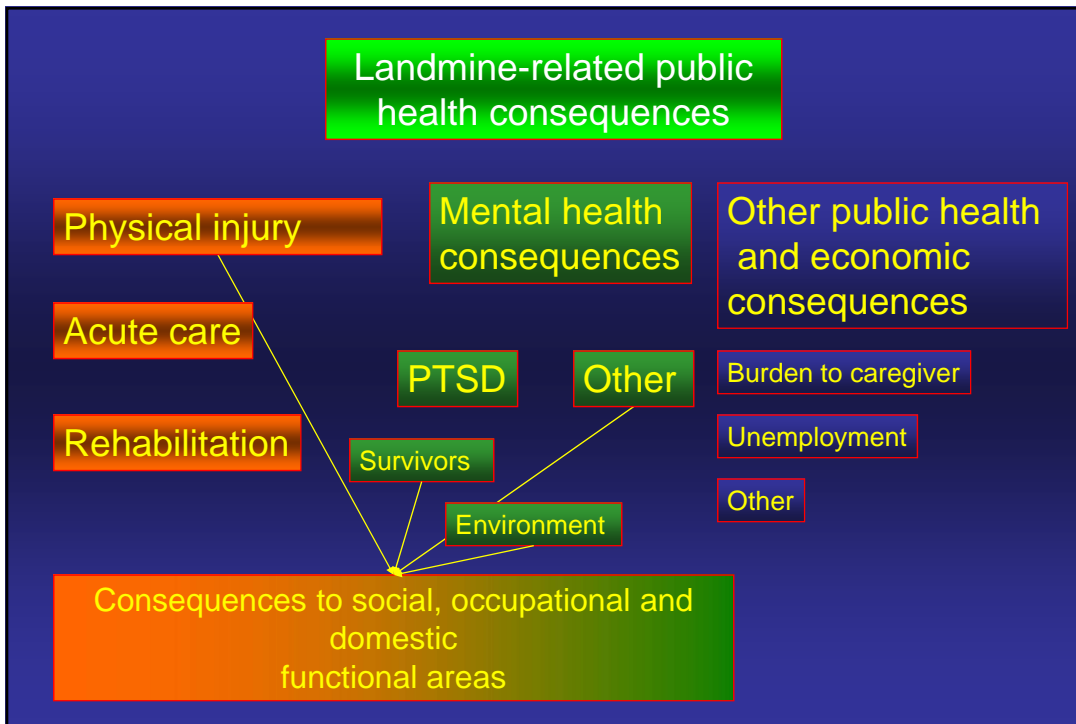 Landmine-related public
health consequences
Physical injury
Acute care
Rehabilitation
Mental health
consequences
PTSD
Other
Survivors
Environment
Other public health
and economic
consequences
Burden to caregiver
Unemployment
Other
Consequences to social, occupational and
domestic
functional areas